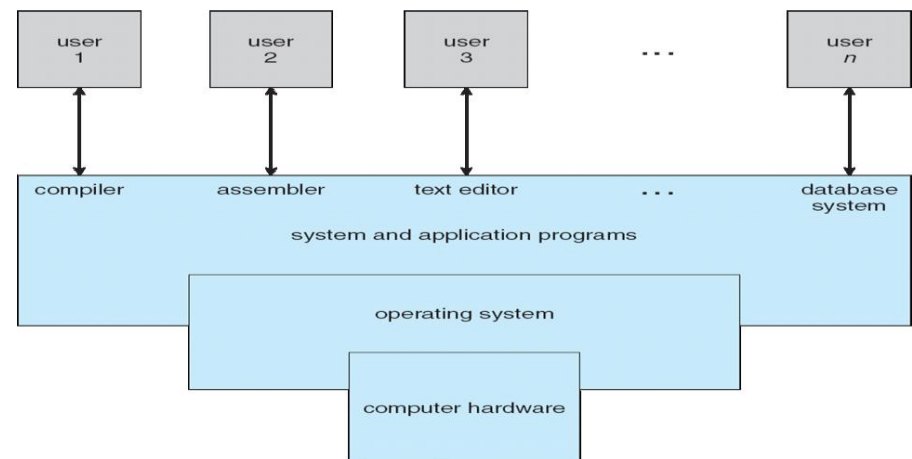 user
1
user
2
user
3
...
user
n
compiler
assembler
text editor
...
database
system
system and application programs
operating system
computer hardware